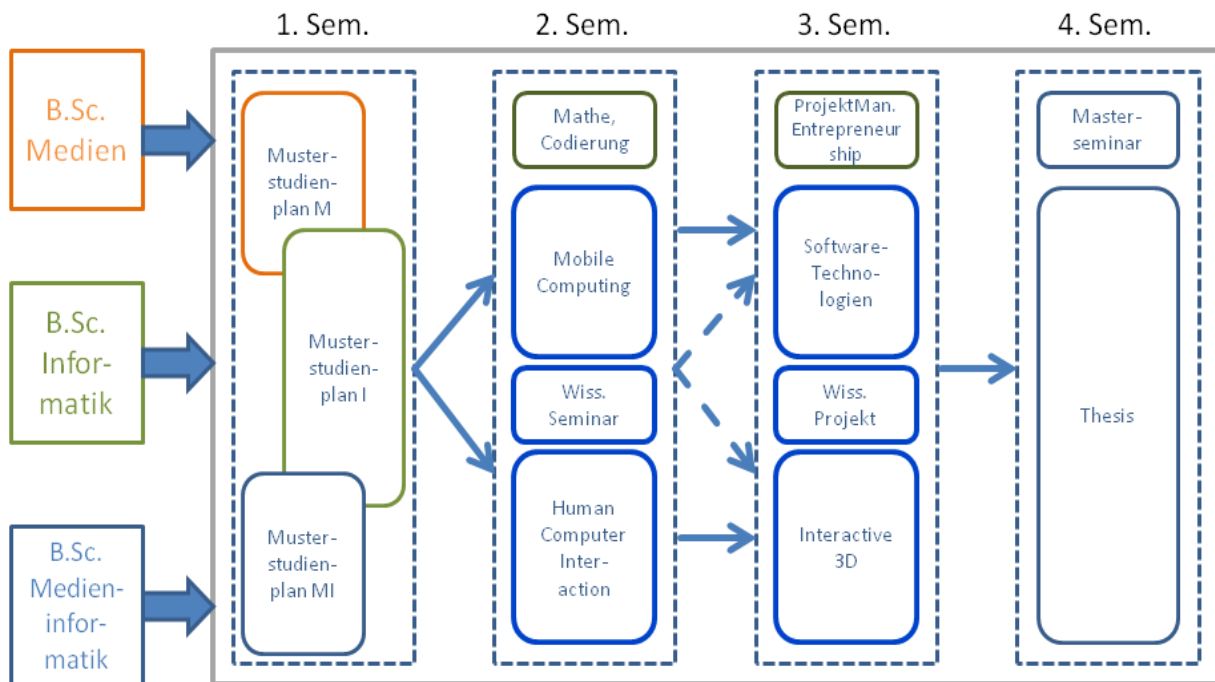 1. Sem.
2. Sem.
3. Sem.
4. Sem.
B.Sc.
Medien
B.Sc.
Infor-
matik
B.Sc.
Medien-
infor-
matik
Muster-
studien-
plan M
Muster-
studien-
plan I
Muster-
studien-
plan MI
Mathe,
Codierung
Mobile
Computing
Wiss.
Seminar
Human
Computer
Inter-
action
ProjektMan.
Entrepreneur
ship
Software-
Techno-
logien
Wiss.
Projekt
Interactive
3D
Master-
seminar
Thesis